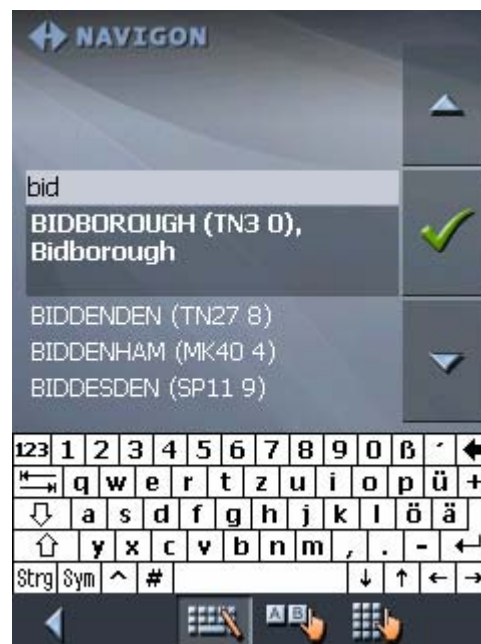 NAVIGON
bid
BIDBOROUGH (TN3 0),
Bidborough
BIDDENDEN (TN27 8)
BIDDENHAM (MK40 4)
BIDDESDEN (SP11 9)
123 1 2 3 4 5 6 7 8 9 0 ß ´
q w e r t z u i o p ü +
a s d f g h j k l ö ä
y x c v b n m , . -
Strg Sym ^ # ↓ ↑ ← →
A B